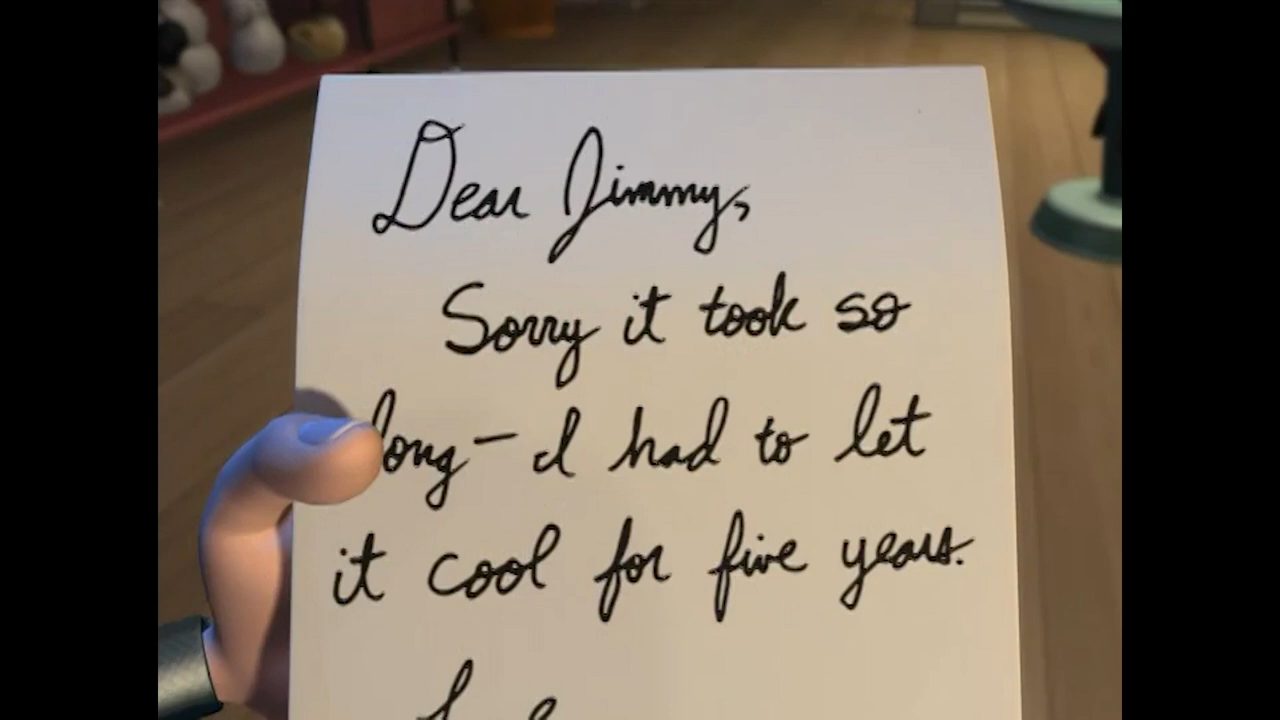 Dear Jimmy,
Sorry it took so
long— I had to let
it cool for five years.